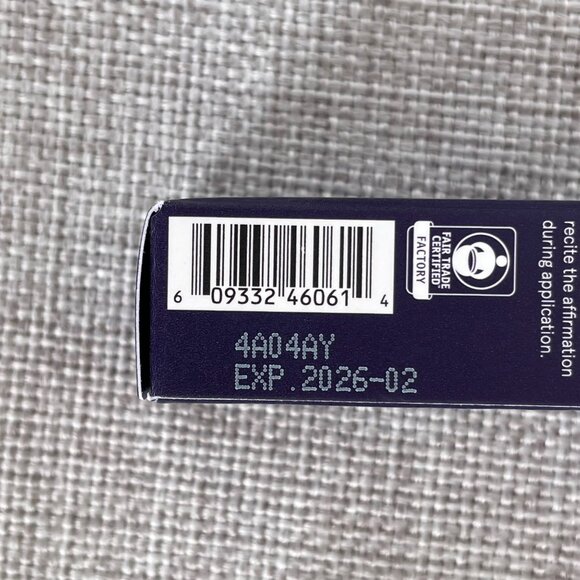 6 09332 46061 4
4A04AY
EXP.2026-02
FAIR TRADE
CERTIFIED
FACTORY
recite the affirmation
during application.